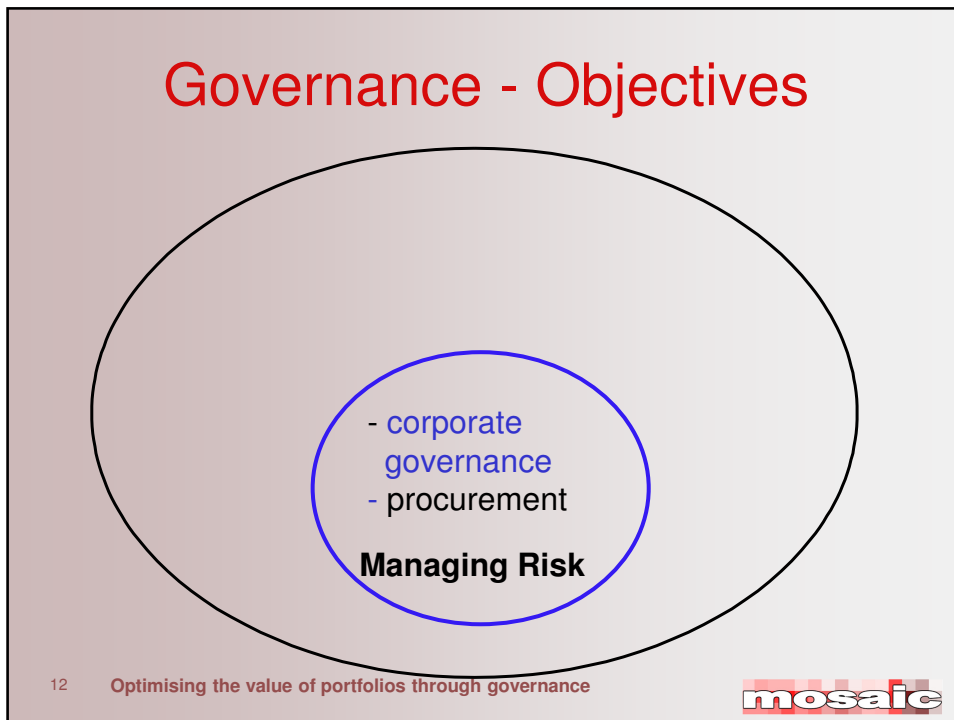 Governance - Objectives
- corporate
governance
- procurement
Managing Risk
12 Optimising the value of portfolios through governance
mosaic